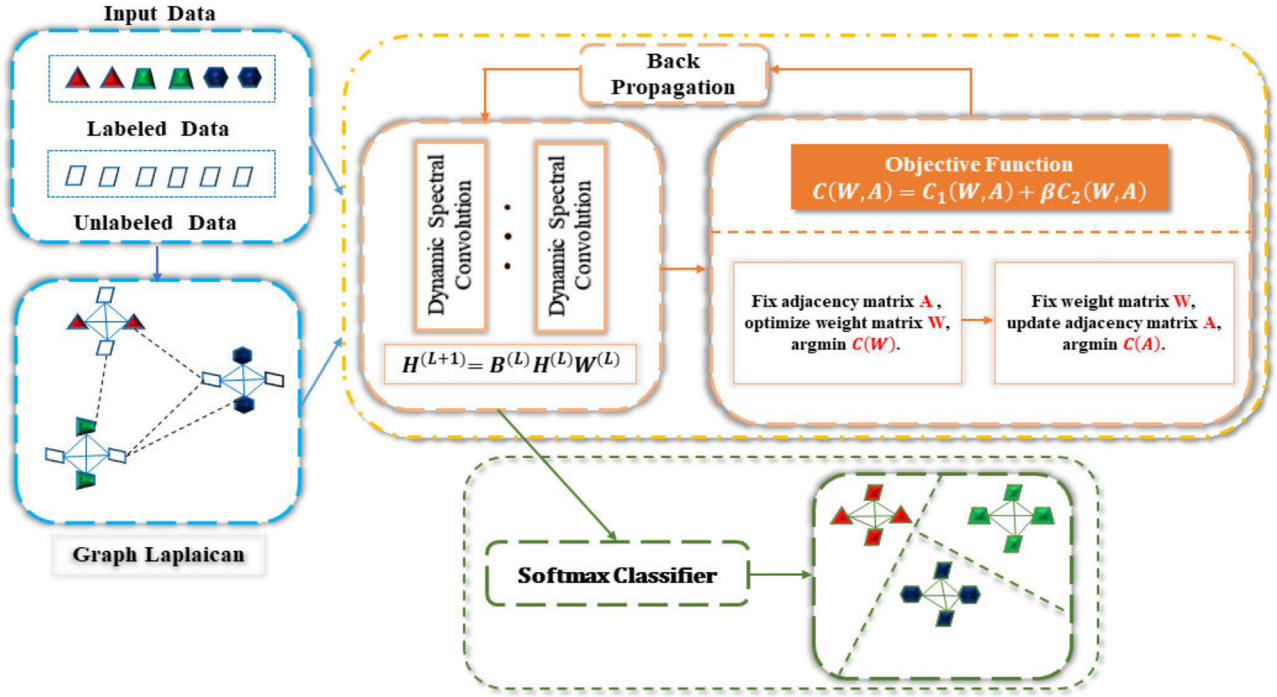 Input Data
Labeled Data
Unlabeled Data
Graph Laplaican
Back
Propagation
Dynamic Spectral
Convolution
Dynamic Spectral
Convolution
H^(L+1) = B^(L) H^(L) W^(L)
Objective Function
C(W,A) = C₁(W,A) + βC₂(W,A)
Fix adjacency matrix A ,
optimize weight matrix W,
argmin C(W).
Fix weight matrix W,
update adjacency matrix A,
argmin C(A).
Softmax Classifier